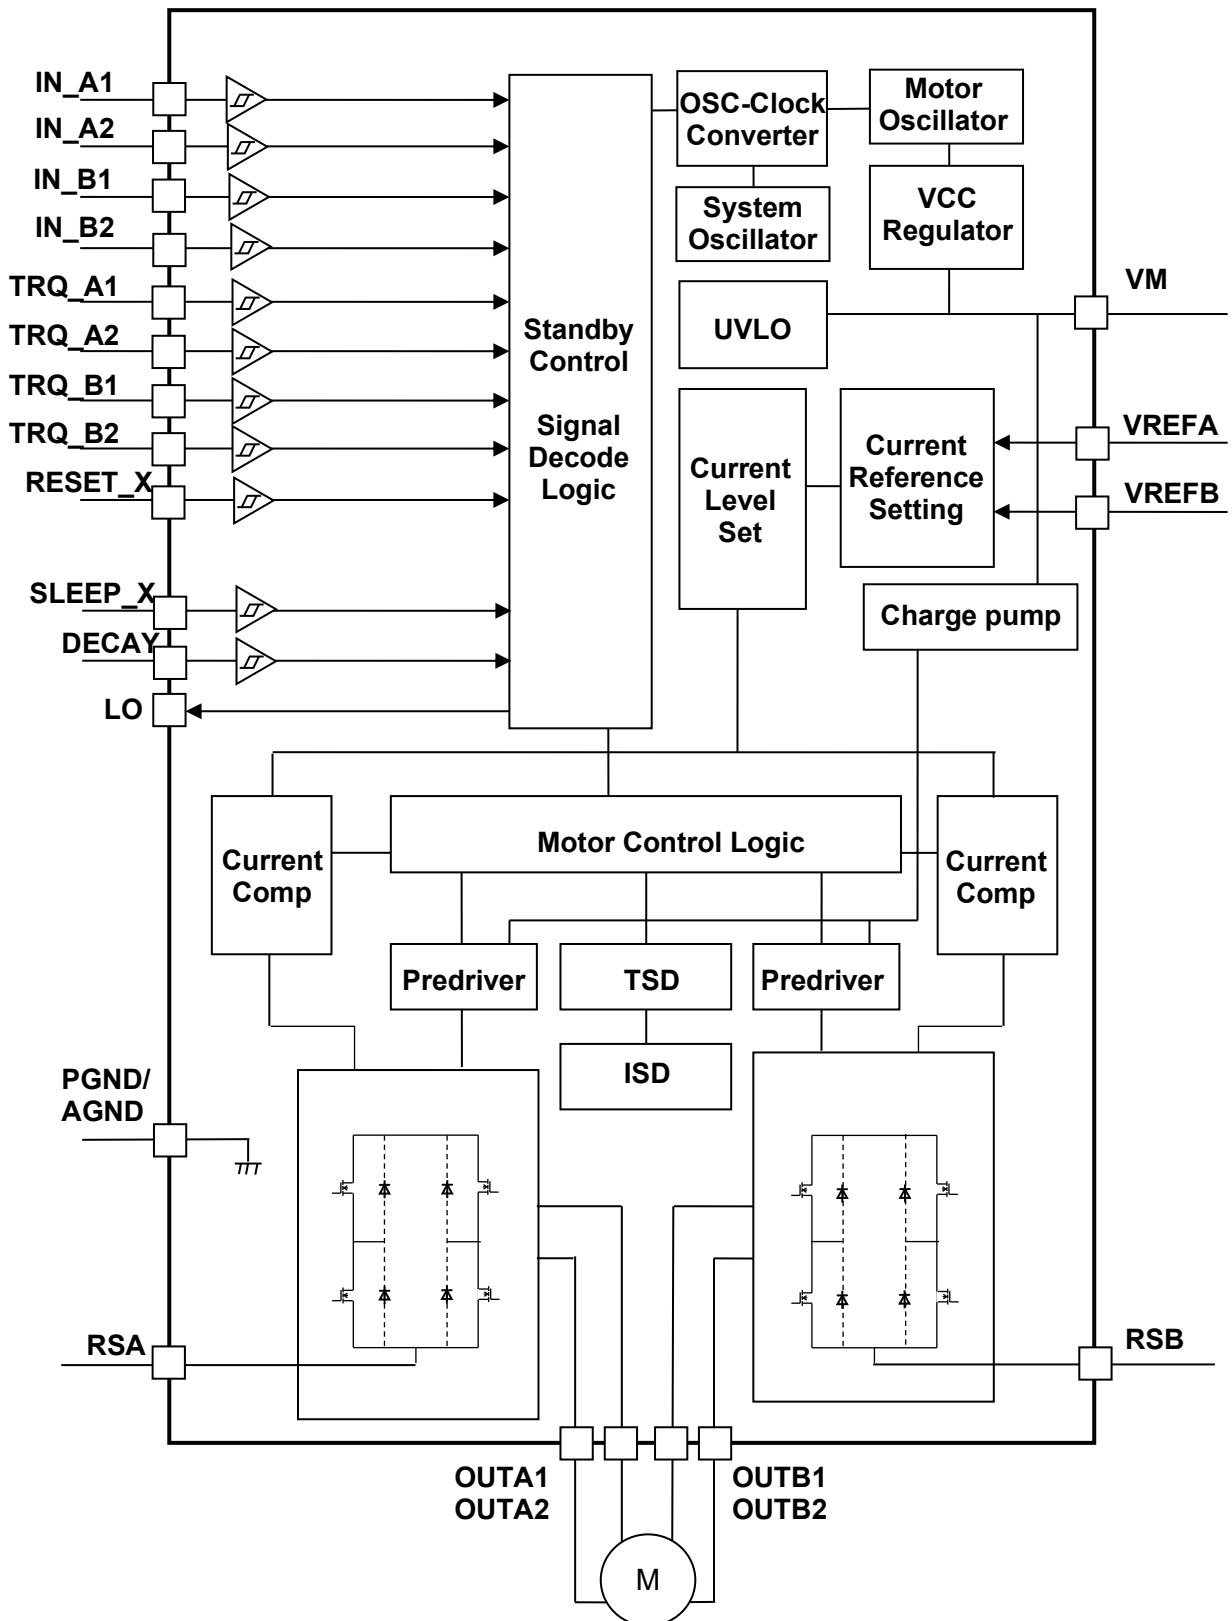 IN_A1
IN_A2
IN_B1
IN_B2
TRQ_A1
TRQ_A2
TRQ_B1
TRQ_B2
RESET_X
SLEEP_X
DECAY
LO
Standby
Control
Signal
Decode
Logic
OSC-Clock
Converter
Motor
Oscillator
System
Oscillator
VCC
Regulator
UVLO
VM
Current
Level
Set
Current
Reference
Setting
VREFA
VREFB
Charge pump
Current
Comp
Motor Control Logic
Current
Comp
Predriver
TSD
Predriver
ISD
PGND/
AGND
RSA
RSB
OUTA1
OUTA2
OUTB1
OUTB2
M